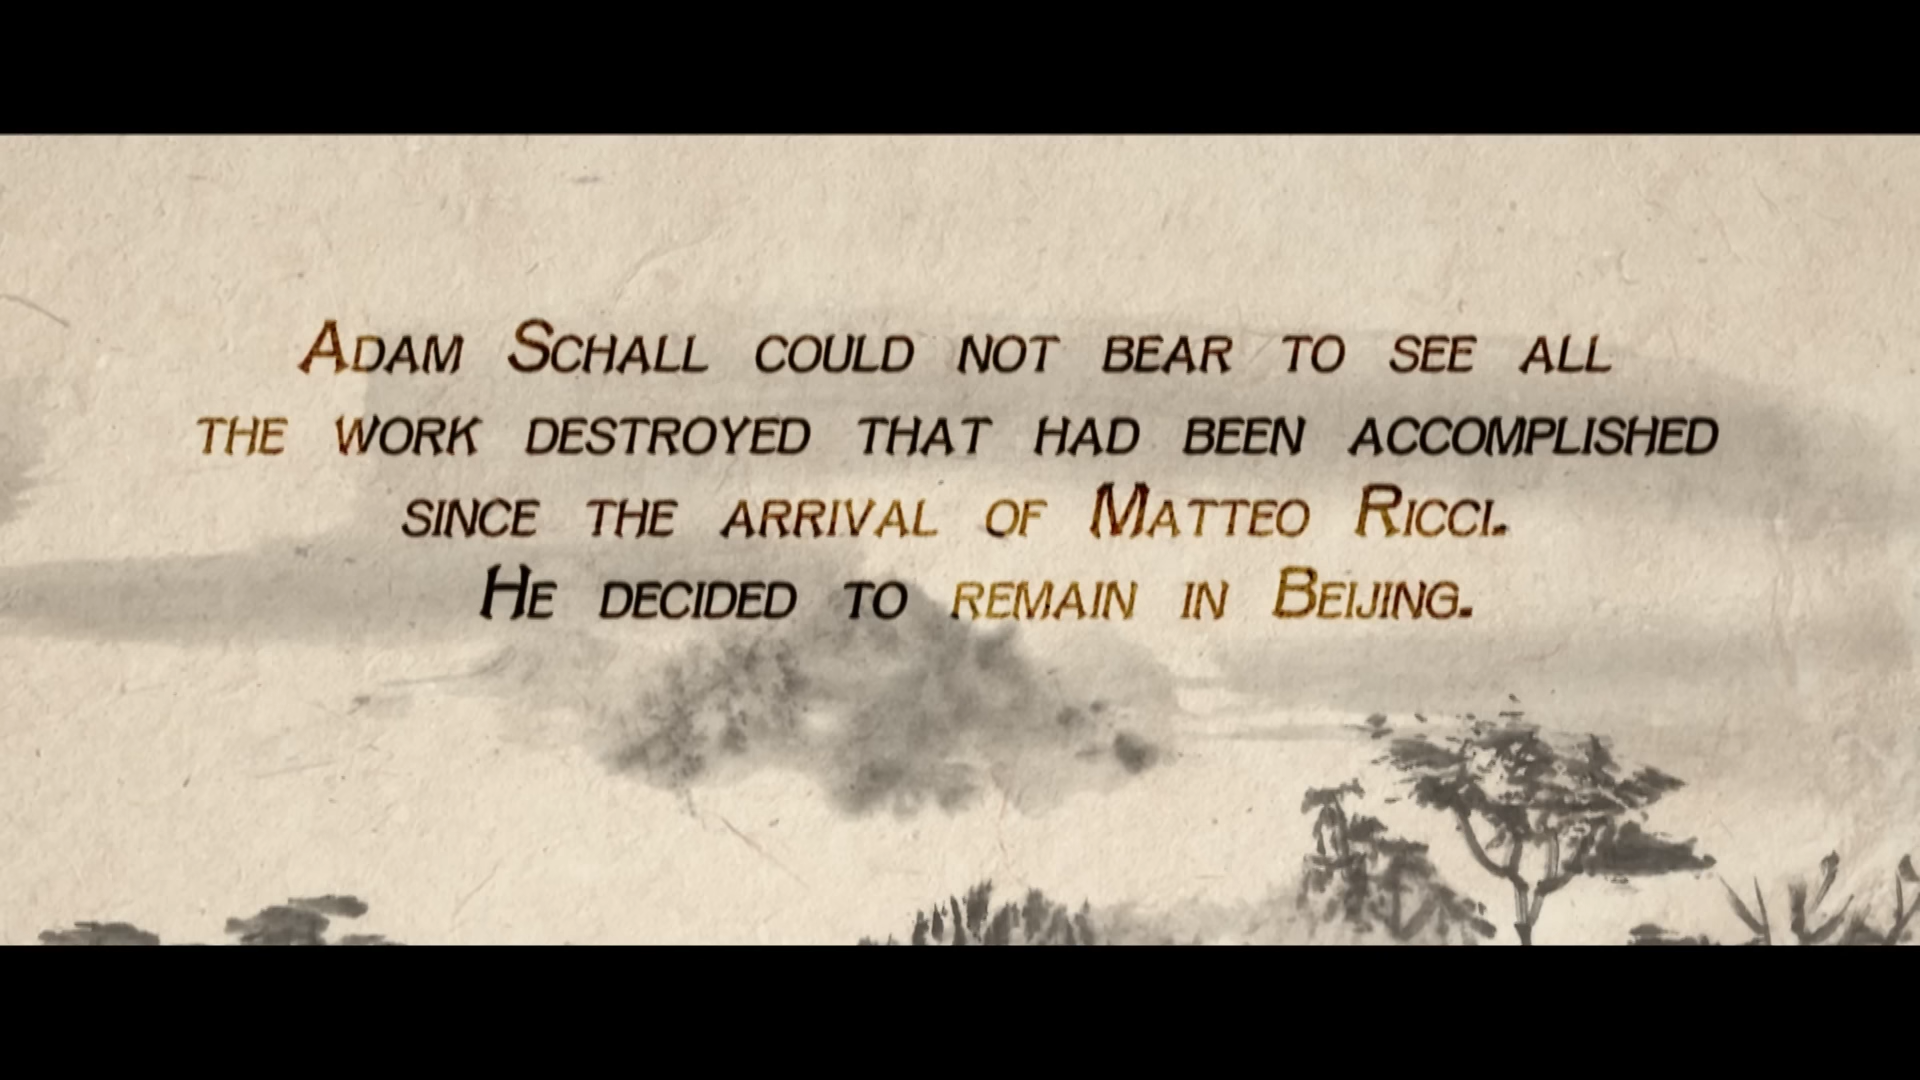 Adam Schall could not bear to see all
the work destroyed that had been accomplished
since the arrival of Matteo Ricci.
He decided to remain in Beijing.